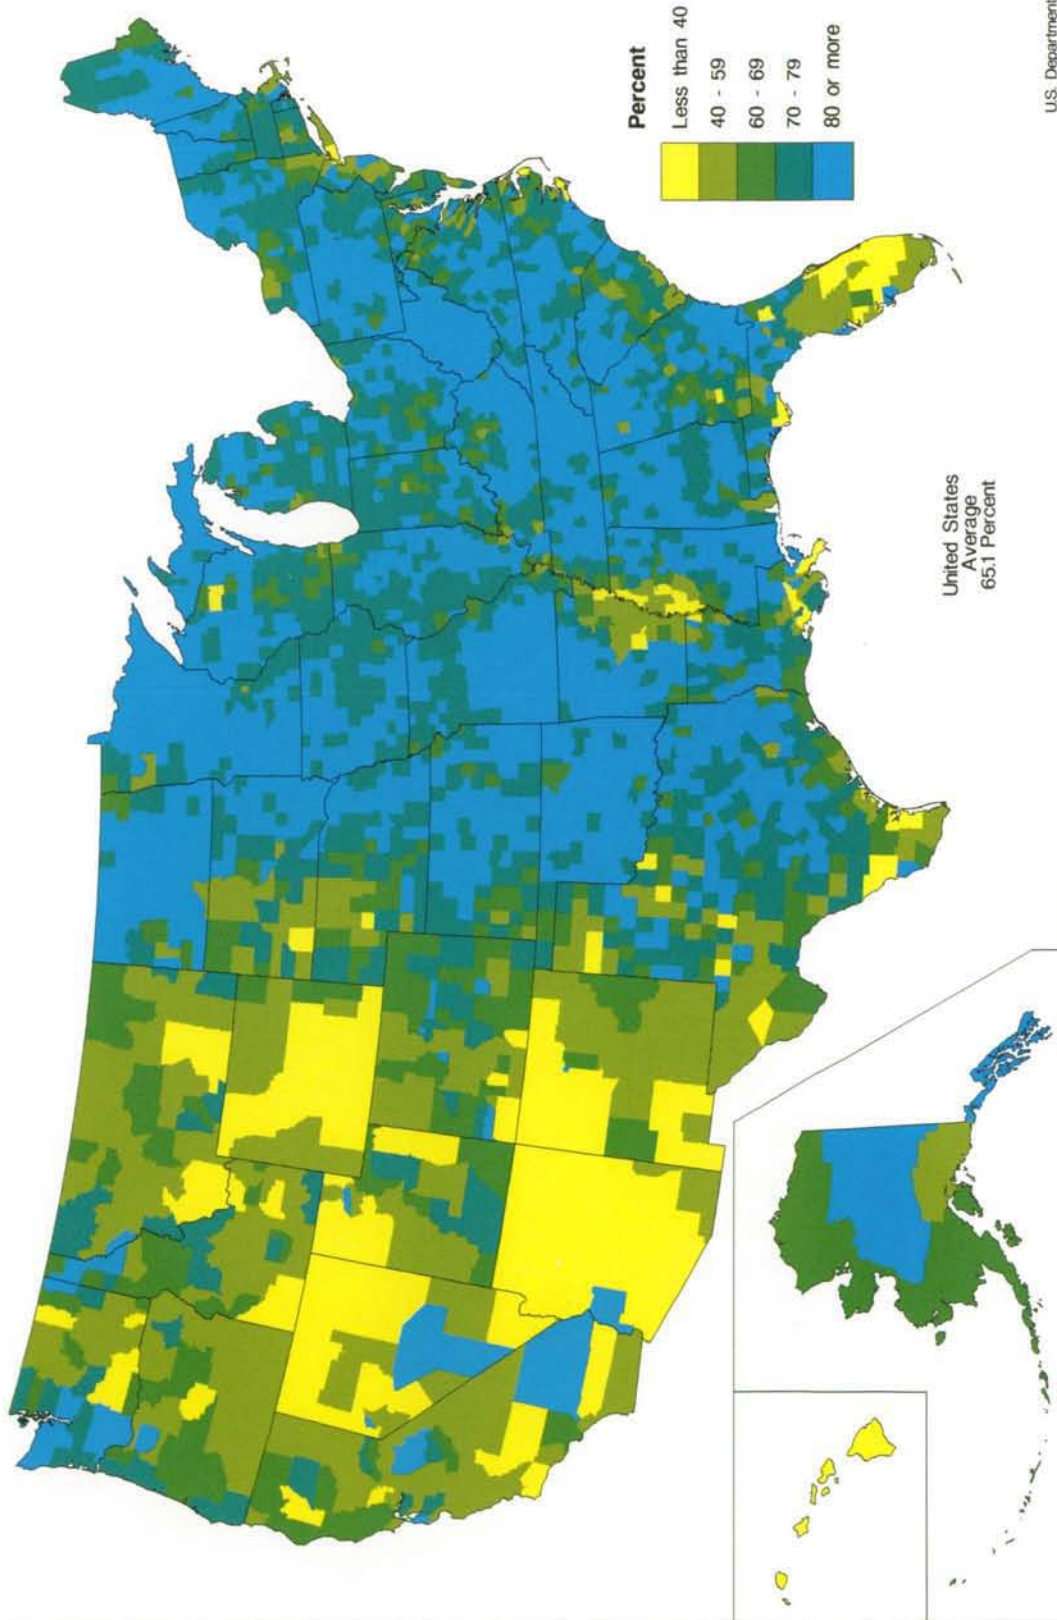 Percent
Less than 40
40 - 59
60 - 69
70 - 79
80 or more
United States
Average
65.1 Percent
U.S. Department